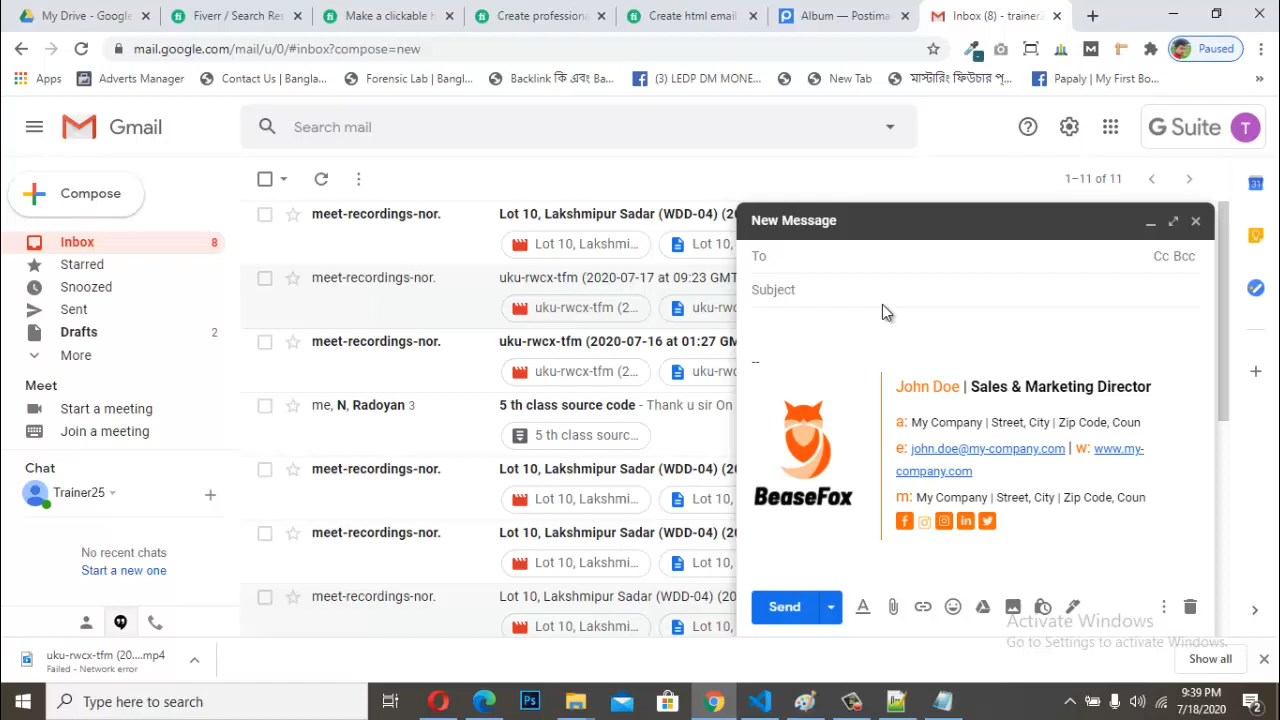 My Drive - Google
Fiverr / Search Res
Make a clickable h
Create profession
Create html email
Album — Postima
Inbox (8) - trainer2
mail.google.com/mail/u/0/#inbox?compose=new
Paused
Apps
Adverts Manager
Contact Us | Bangla...
Forensic Lab | Bangl...
Backlink কি এবং Ba...
(3) LEDP DM MONE...
New Tab
মাস্টারিং ফিউচার প্...
Papaly | My First Bo...
»
Gmail
Search mail
G Suite
T
Compose
1–11 of 11
Inbox 8
Starred
Snoozed
Sent
Drafts 2
More
Meet
Start a meeting
Join a meeting
Chat
Trainer25
No recent chats
Start a new one
meet-recordings-nor.
Lot 10, Lakshmipur Sadar (WDD-04) (20
Lot 10, Lakshmi...
Lot 10,
meet-recordings-nor.
uku-rwcx-tfm (2020-07-17 at 09:23 GMT
uku-rwcx-tfm (2...
uku-rwc
meet-recordings-nor.
uku-rwcx-tfm (2020-07-16 at 01:27 GM
uku-rwcx-tfm (2...
uku-rwc
me, N, Radoyan 3
5 th class source code - Thank u sir On
5 th class sourc...
meet-recordings-nor.
Lot 10, Lakshmipur Sadar (WDD-04) (20
Lot 10, Lakshmi...
Lot 10,
meet-recordings-nor.
Lot 10, Lakshmipur Sadar (WDD-04) (20
Lot 10, Lakshmi...
Lot 10,
meet-recordings-nor.
Lot 10, Lakshmipur Sadar (WDD-04) (20
Lot 10, Lakshmi...
Lot 10,
New Message
To
Cc Bcc
Subject
--
BeaseFox
John Doe | Sales & Marketing Director
a: My Company | Street, City | Zip Code, Coun
e: john.doe@my-company.com | w: www.my-
company.com
m: My Company | Street, City | Zip Code, Coun
Send
Activate Windows
Go to Settings to activate Windows.
uku-rwcx-tfm (20....mp4
Failed - Network error
Show all
Type here to search
9:39 PM
7/18/2020
2